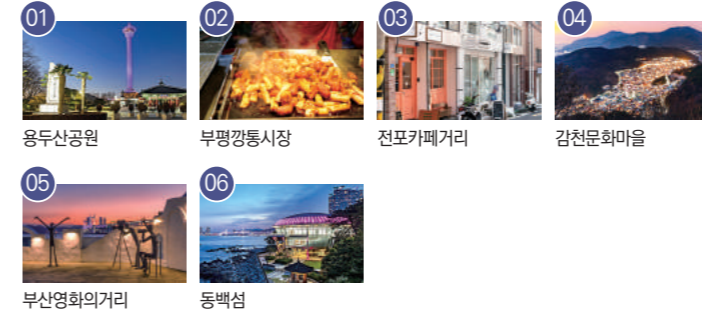 01
02
03
04
용두산공원
부평깡통시장
전포카페거리
감천문화마을
05
06
부산영화의거리
동백섬